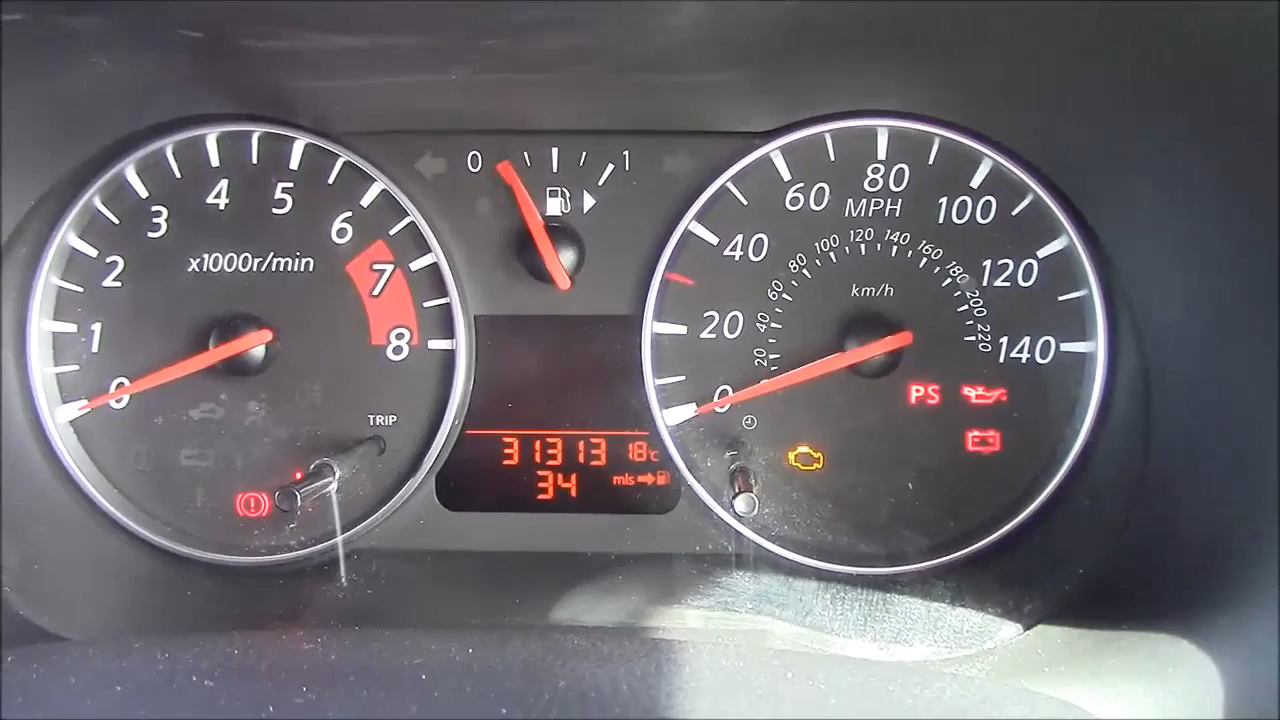 0 1 2 3 4 5 6 7 8
x1000r/min
TRIP
0 1
31313 18°C
34 mls
0 20 40 60 80 100 120 140
MPH
20 40 60 80 100 120 140 160 180 200 220
km/h
PS